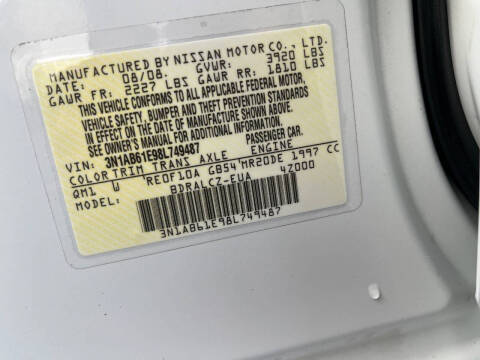 MANUFACTURED BY NISSAN MOTOR CO., LTD.
DATE: 08/08. GVWR: 3920 LBS
GAWR FR: 2227 LBS GAWR RR: 1810 LBS
THIS VEHICLE CONFORMS TO ALL APPLICABLE FEDERAL MOTOR
VEHICLE SAFETY, BUMPER AND THEFT PREVENTION STANDARDS
IN EFFECT ON THE DATE OF MANUFACTURE SHOWN ABOVE.
SEE OWNER'S MANUAL FOR ADDITIONAL INFORMATION
VIN: 3N1AB61E98L749487 PASSENGER CAR.
COLOR TRIM TRANS AXLE ENGINE
QM1 W RE0F10A GB54 MR20DE 1997 CC
MODEL: BDRALCZ-EUA 4Z000
3N1AB61E98L749487